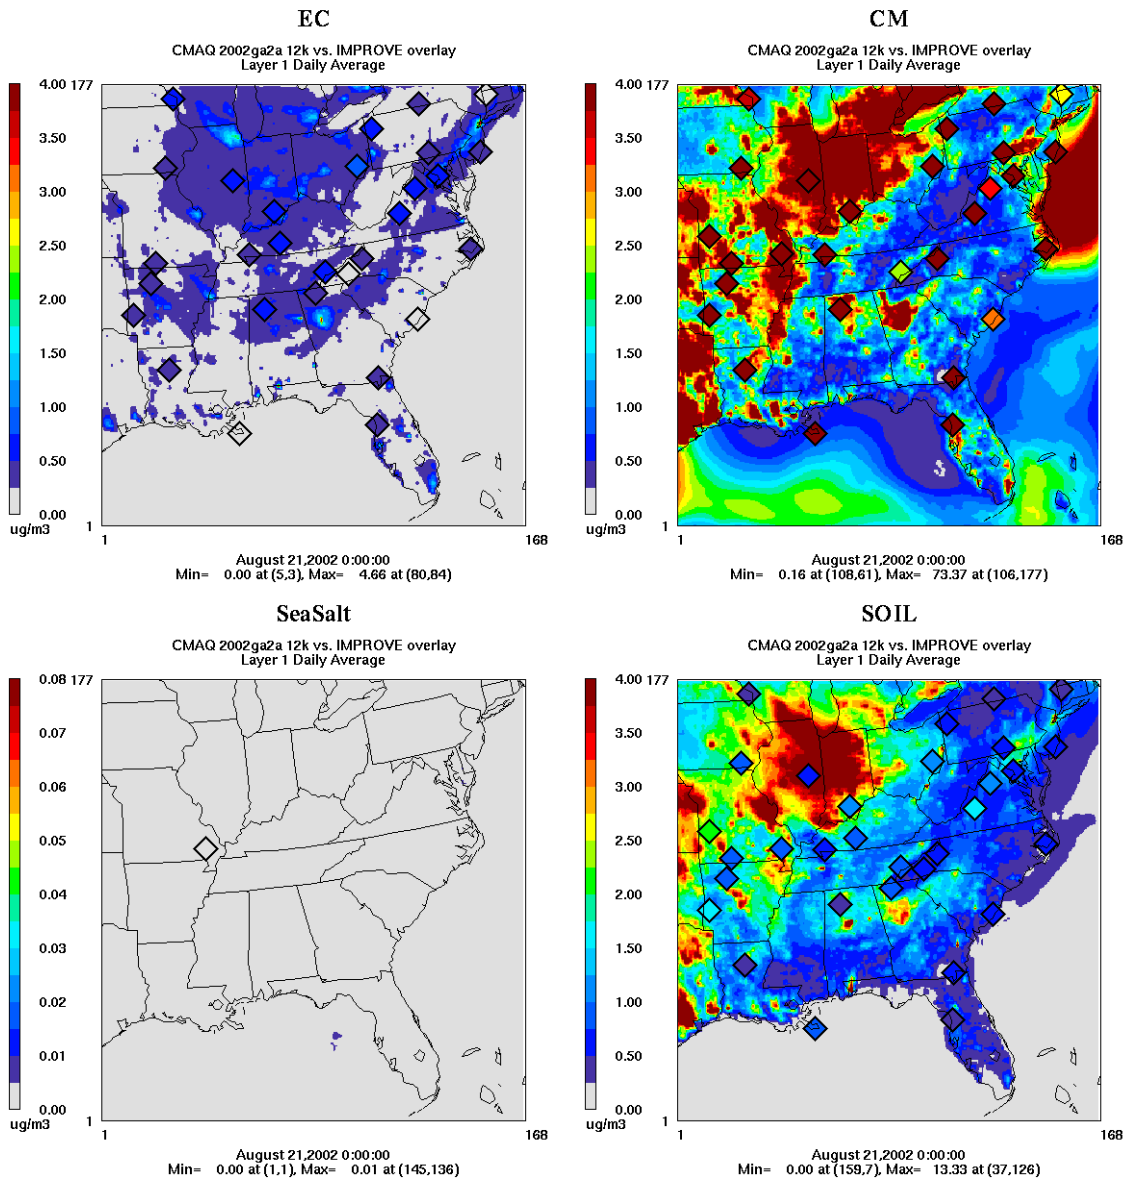 EC
CMAQ 2002ga2a 12k vs. IMPROVE overlay
Layer 1 Daily Average
4.00
3.50
3.00
2.50
2.00
1.50
1.00
0.50
0.00
ug/m3
177
1
1
168
August 21,2002 0:00:00
Min= 0.00 at (5,3), Max= 4.66 at (80,84)
CM
CMAQ 2002ga2a 12k vs. IMPROVE overlay
Layer 1 Daily Average
4.00
3.50
3.00
2.50
2.00
1.50
1.00
0.50
0.00
ug/m3
177
1
1
168
August 21,2002 0:00:00
Min= 0.16 at (108,61), Max= 73.37 at (106,177)
SeaSalt
CMAQ 2002ga2a 12k vs. IMPROVE overlay
Layer 1 Daily Average
0.08
0.07
0.06
0.05
0.04
0.03
0.02
0.01
0.00
ug/m3
177
1
1
168
August 21,2002 0:00:00
Min= 0.00 at (1,1), Max= 0.01 at (145,136)
SOIL
CMAQ 2002ga2a 12k vs. IMPROVE overlay
Layer 1 Daily Average
4.00
3.50
3.00
2.50
2.00
1.50
1.00
0.50
0.00
ug/m3
177
1
1
168
August 21,2002 0:00:00
Min= 0.00 at (159,7), Max= 13.33 at (37,126)